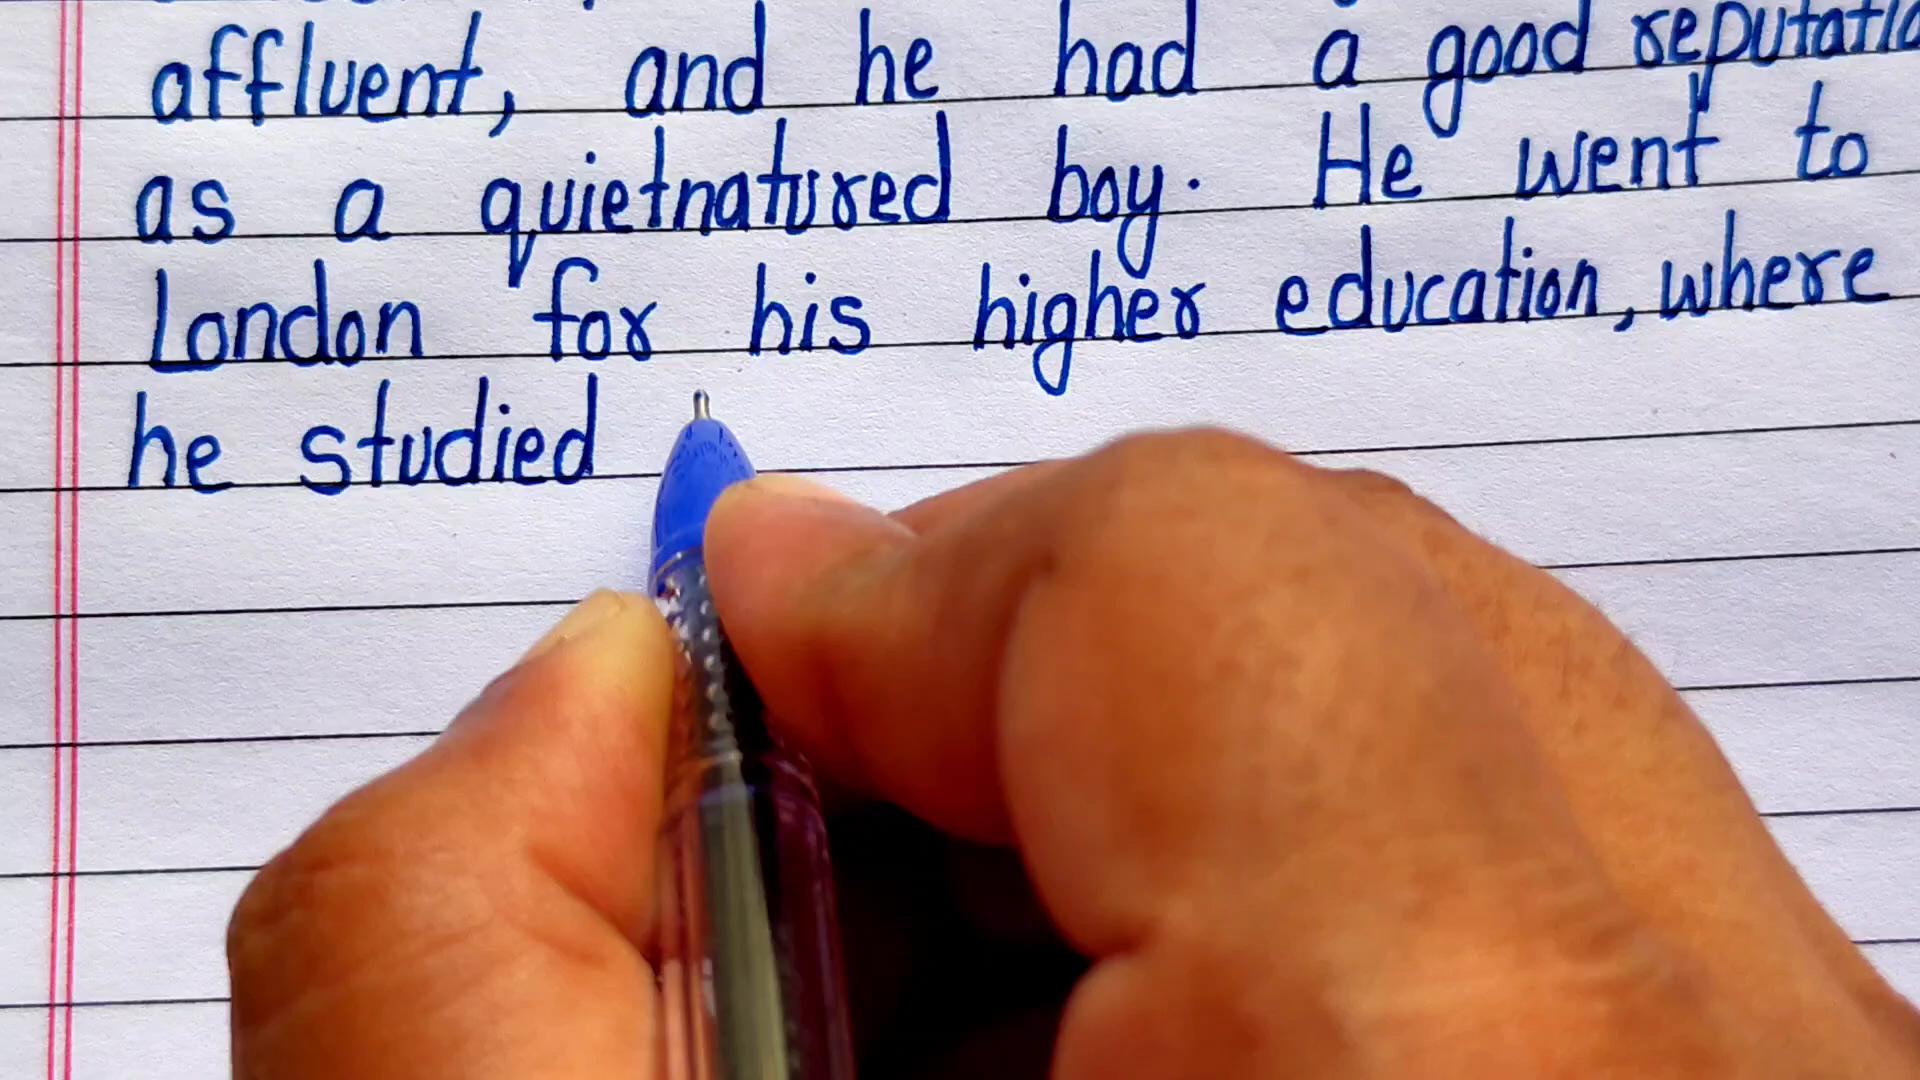 affluent, and he had a good reputatio
as a quietnatured boy. He went to
London for his higher education, where
he studied